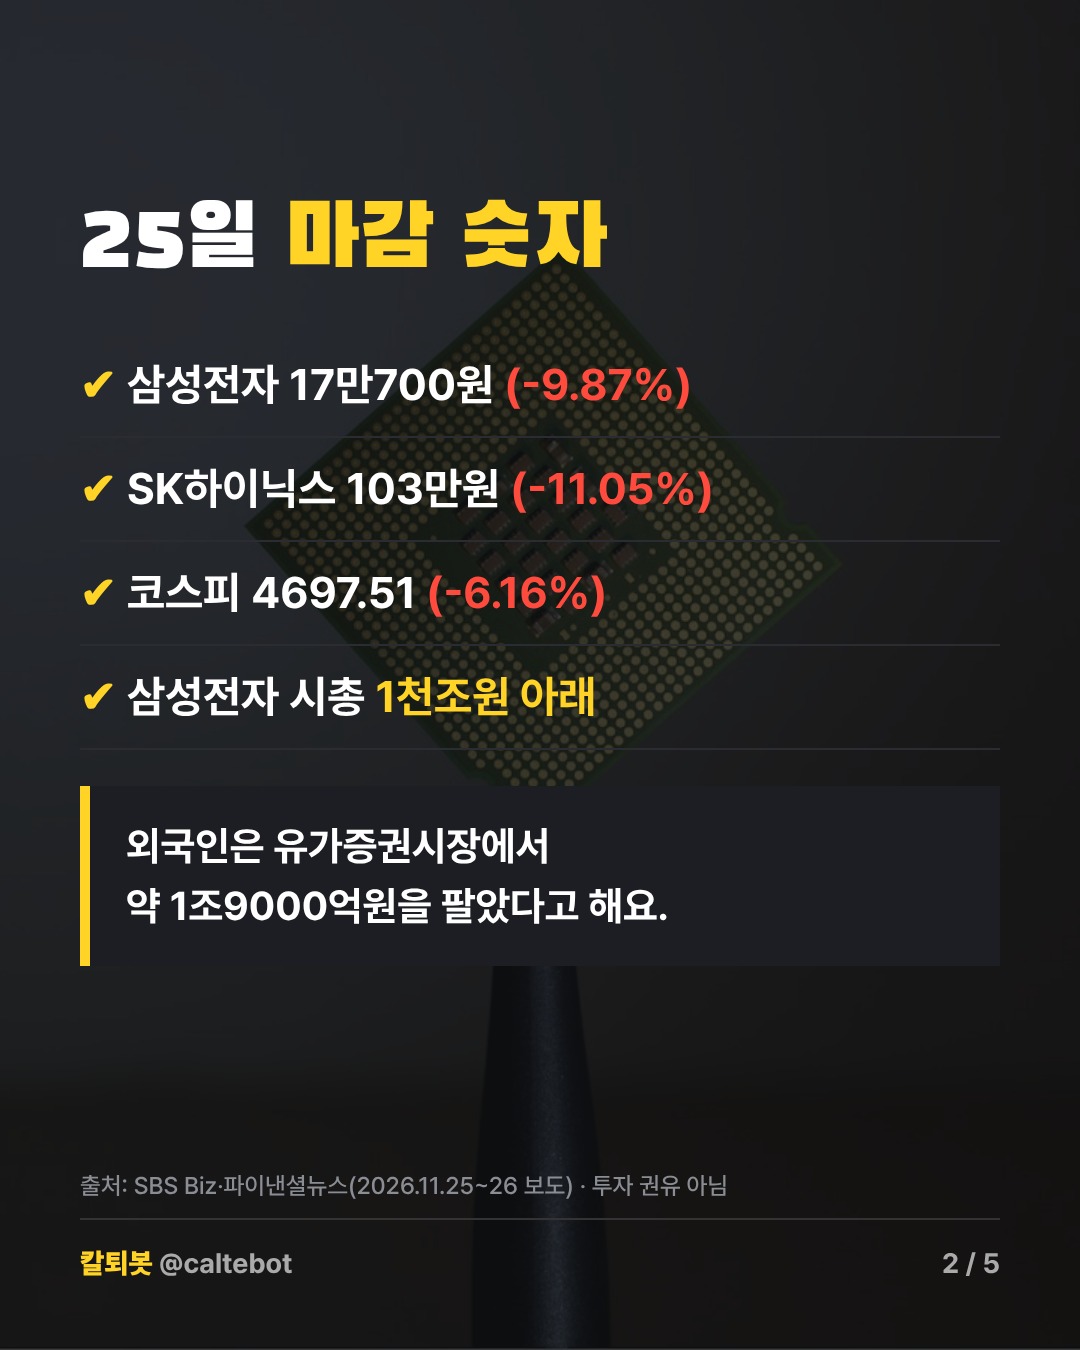 25일 마감 숫자
✔ 삼성전자 17만700원 (-9.87%)
✔ SK하이닉스 103만원 (-11.05%)
✔ 코스피 4697.51 (-6.16%)
✔ 삼성전자 시총 1천조원 아래
외국인은 유가증권시장에서
약 1조9000억원을 팔았다고 해요.
출처: SBS Biz·파이낸셜뉴스(2026.11.25~26 보도) · 투자 권유 아님
칼퇴봇 @caltebot
2 / 5